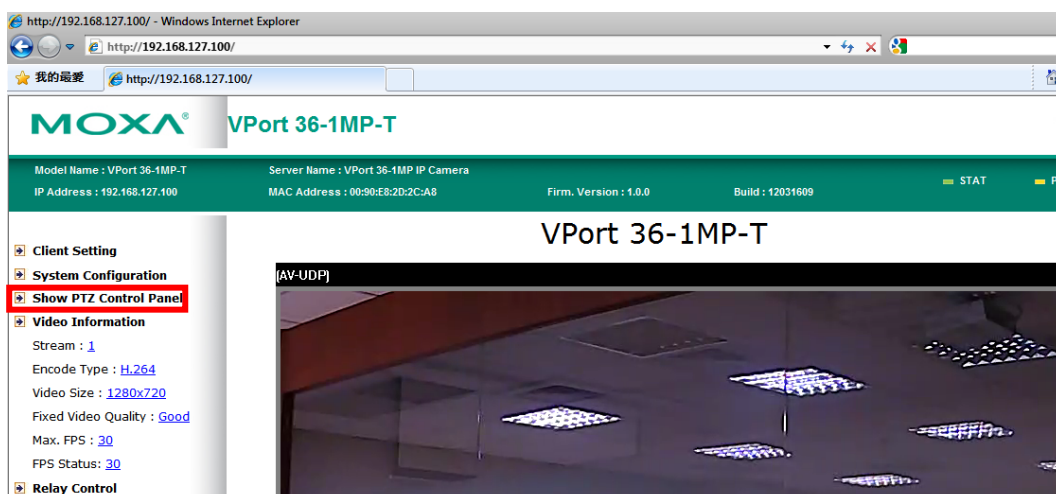 http://192.168.127.100/ - Windows Internet Explorer
http://192.168.127.100/
我的最愛 http://192.168.127.100/
MOXA® VPort 36-1MP-T
Model Name : VPort 36-1MP-T Server Name : VPort 36-1MP IP Camera
IP Address : 192.168.127.100 MAC Address : 00:90:E8:2D:2C:A8 Firm. Version : 1.0.0 Build : 12031609 STAT P
VPort 36-1MP-T
Client Setting
System Configuration
(AV-UDP)
Show PTZ Control Panel
Video Information
Stream : 1
Encode Type : H.264
Video Size : 1280x720
Fixed Video Quality : Good
Max. FPS : 30
FPS Status: 30
Relay Control